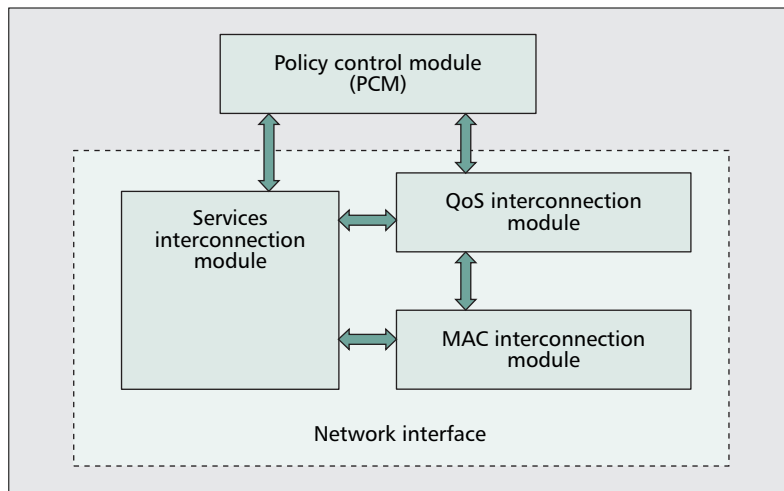 Policy control module
(PCM)
Services
interconnection
module
QoS interconnection
module
MAC interconnection
module
Network interface